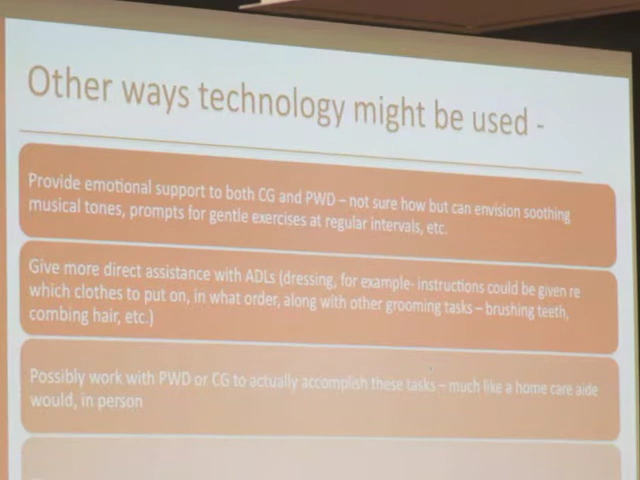 Other ways technology might be used -
Provide emotional support to both CG and PWD – not sure how but can envision soothing
musical tones, prompts for gentle exercises at regular intervals, etc.
Give more direct assistance with ADLs (dressing, for example- instructions could be given re
which clothes to put on, in what order, along with other grooming tasks – brushing teeth,
combing hair, etc.)
Possibly work with PWD or CG to actually accomplish these tasks – much like a home care aide
would, in person